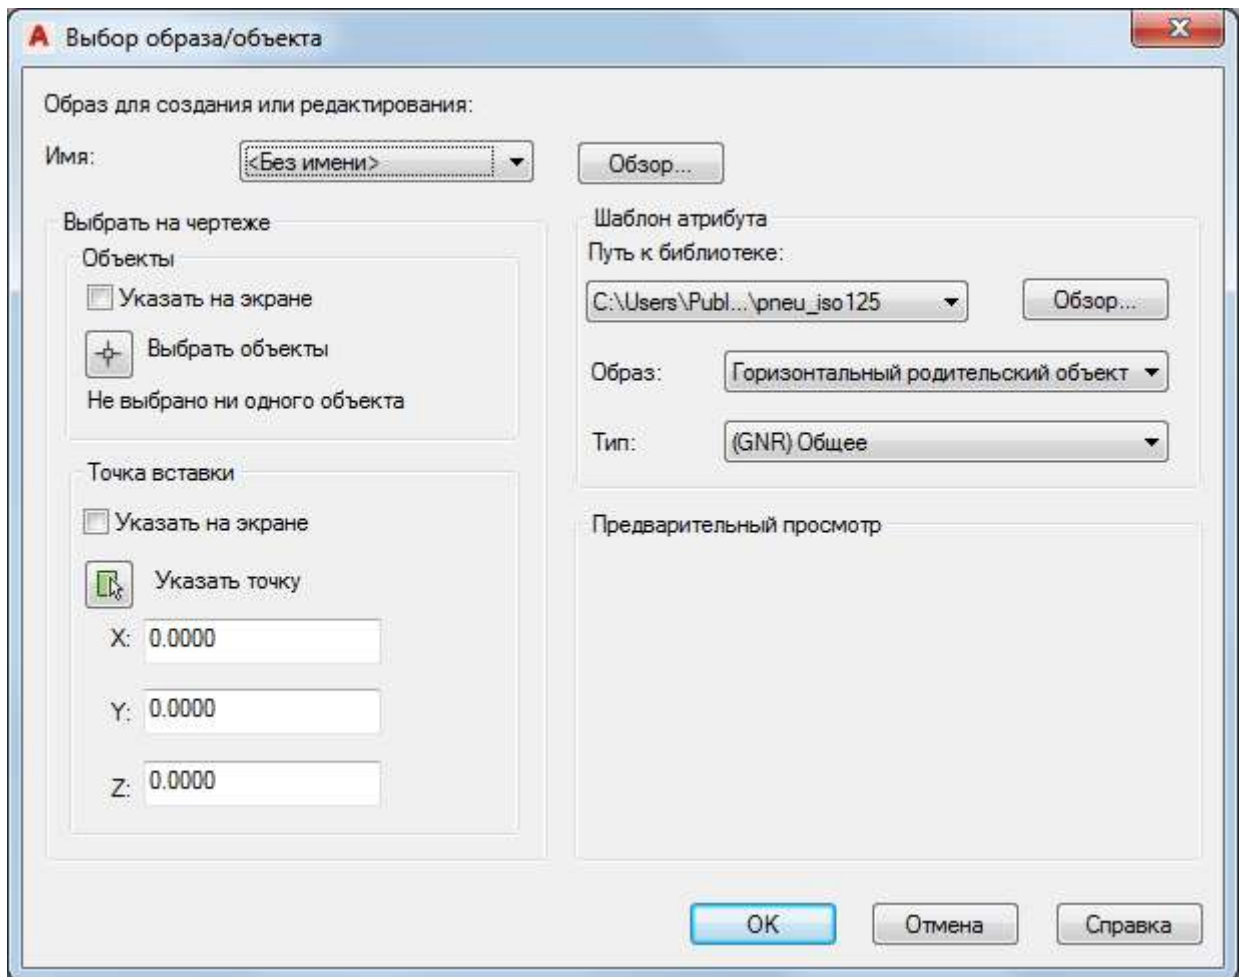 Выбор образа/объекта
Образ для создания или редактирования:
Имя: <Без имени> Обзор...
Выбрать на чертеже
Объекты
Указать на экране
Выбрать объекты
Не выбрано ни одного объекта
Точка вставки
Указать на экране
Указать точку
X: 0.0000
Y: 0.0000
Z: 0.0000
Шаблон атрибута
Путь к библиотеке:
C:\Users\Publ...\pneu_iso125 Обзор...
Образ: Горизонтальный родительский объект
Тип: (GNR) Общее
Предварительный просмотр
OK Отмена Справка